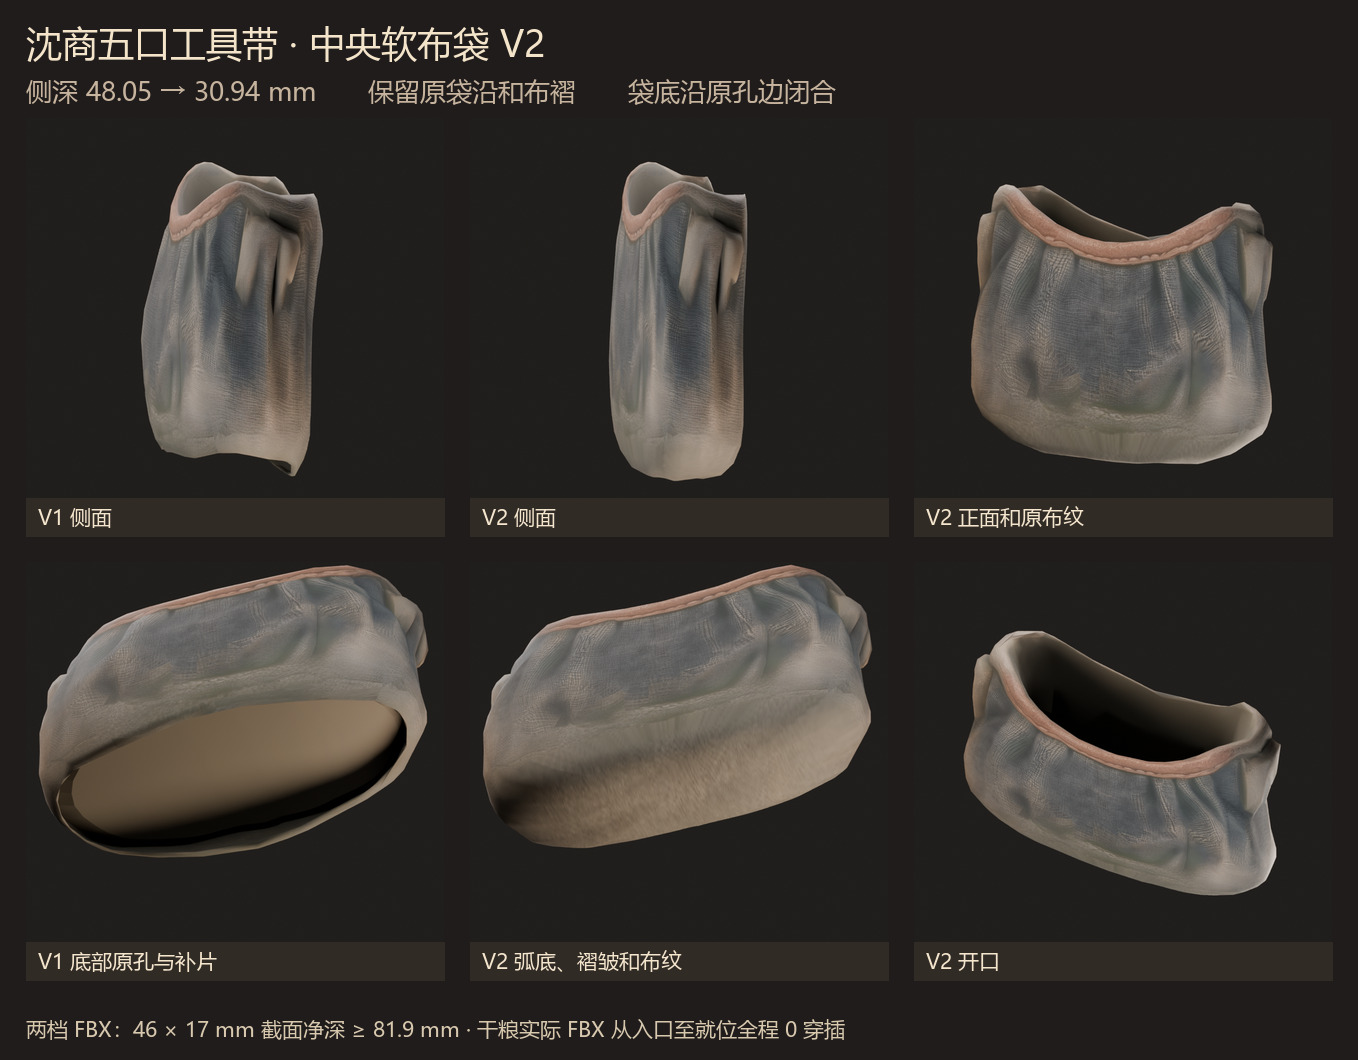 沈商五口工具带 · 中央软布袋 V2
侧深 48.05 → 30.94 mm 保留原袋沿和布褶 袋底沿原孔边闭合
V1 侧面
V2 侧面
V2 正面和原布纹
V1 底部原孔与补片
V2 弧底、褶皱和布纹
V2 开口
两档 FBX：46 × 17 mm 截面净深 ≥ 81.9 mm · 干粮实际 FBX 从入口至就位全程 0 穿插